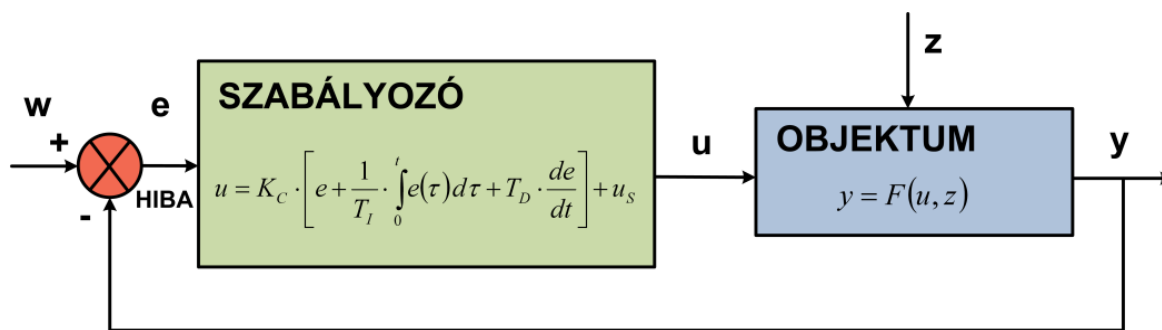 z
w
e
SZABÁLYOZÓ
+
u = K_C · [ e + 1/T_I · ∫_0^t e(τ)dτ + T_D · de/dt ] + u_S
HIBA
-
u
OBJEKTUM
y = F(u, z)
y